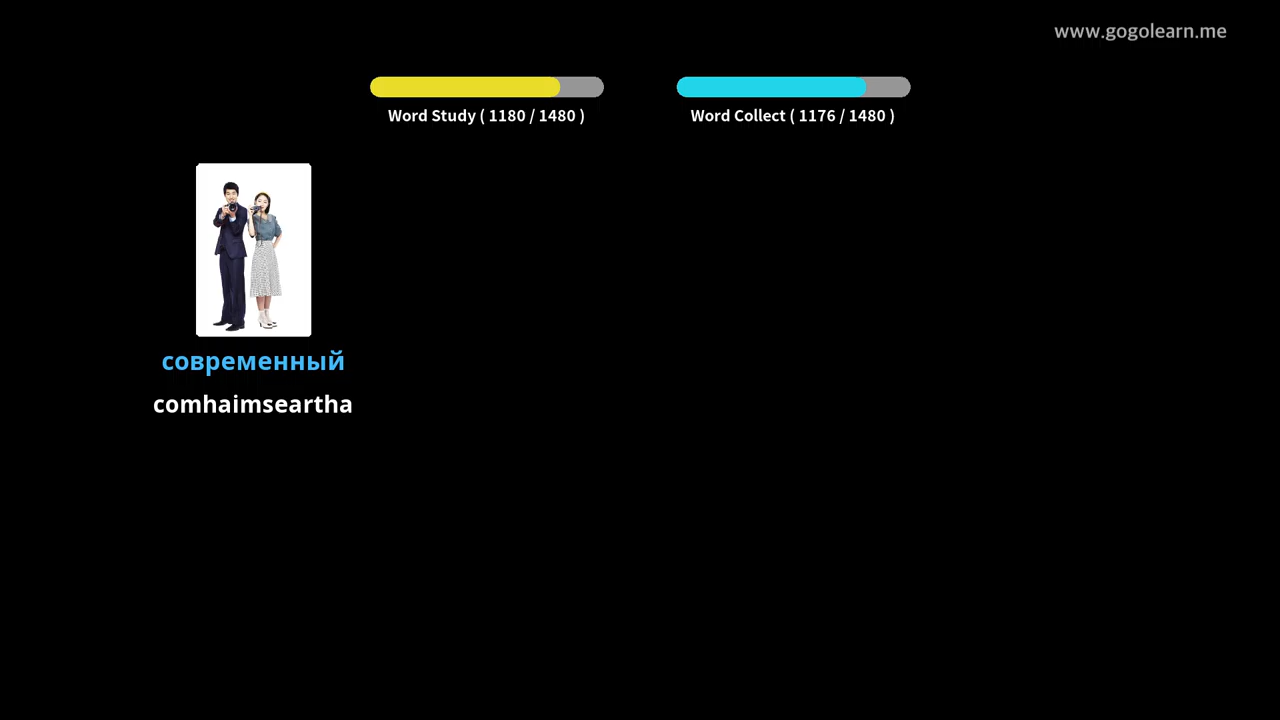 www.gogolearn.me
Word Study ( 1180 / 1480 )
Word Collect ( 1176 / 1480 )
современный
comhaimseartha